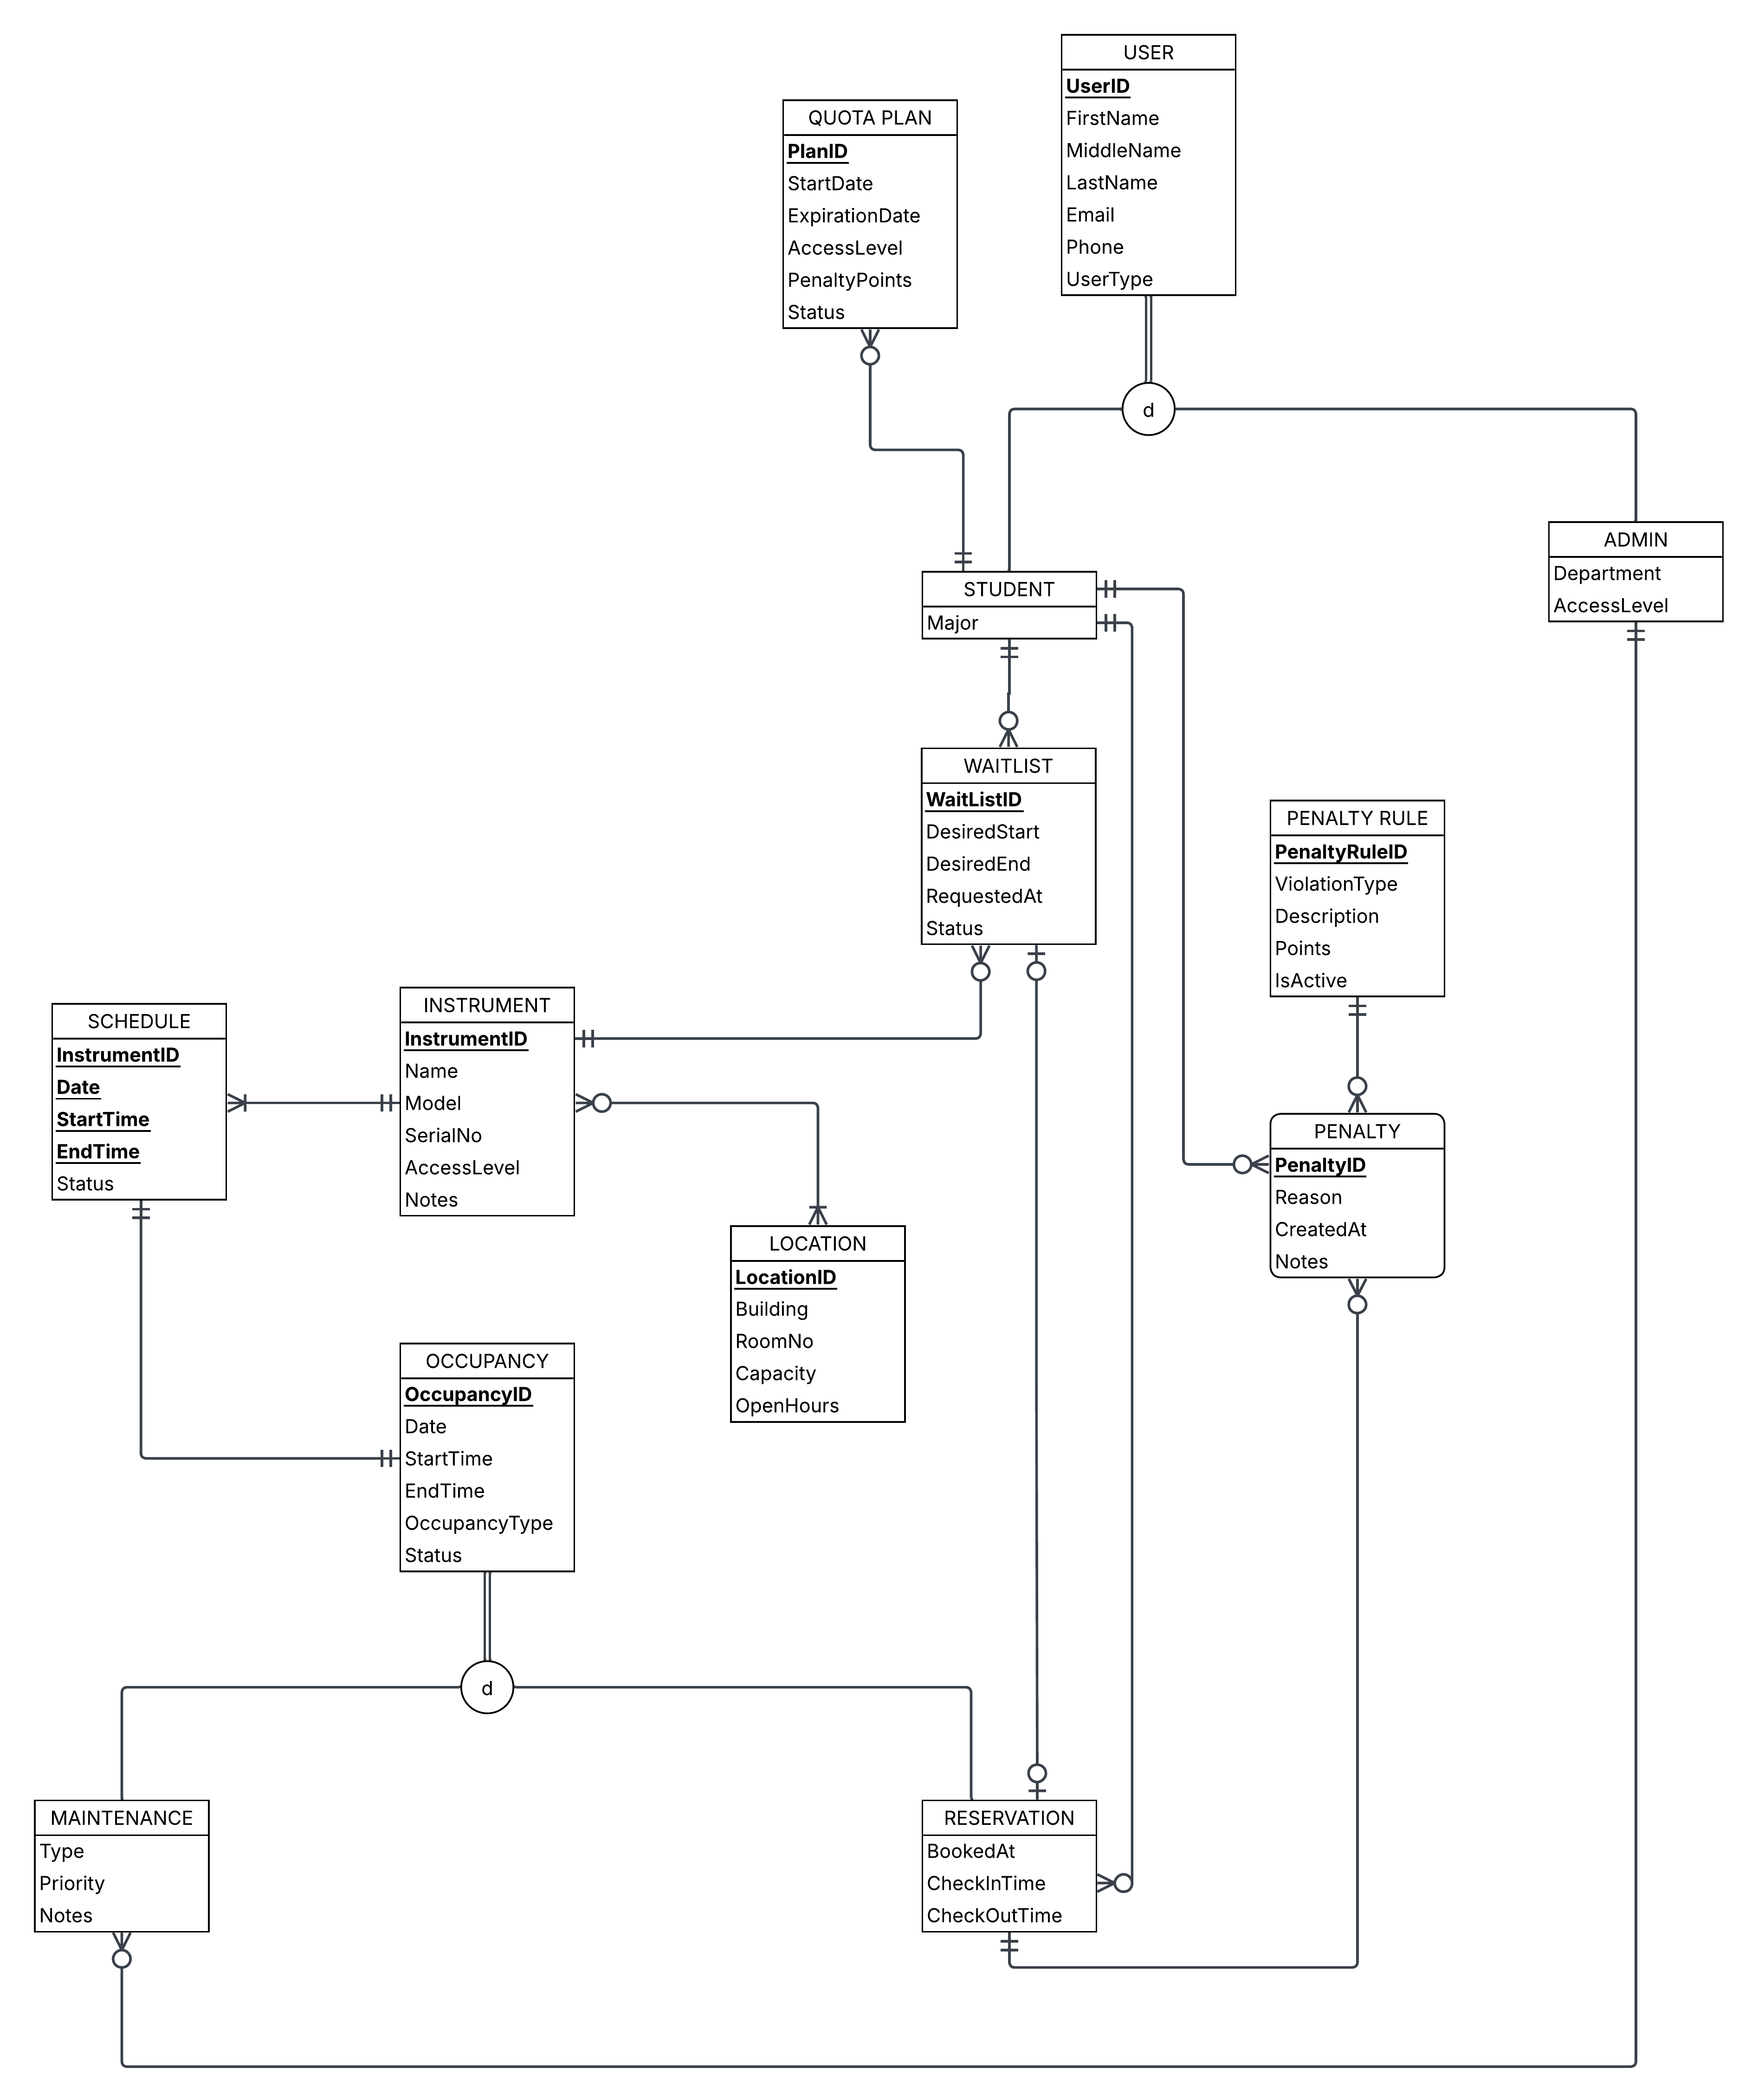 USER
UserID
FirstName
MiddleName
LastName
Email
Phone
UserType
QUOTA PLAN
PlanID
StartDate
ExpirationDate
AccessLevel
PenaltyPoints
Status
d
ADMIN
Department
AccessLevel
STUDENT
Major
WAITLIST
WaitListID
DesiredStart
DesiredEnd
RequestedAt
Status
PENALTY RULE
PenaltyRuleID
ViolationType
Description
Points
IsActive
SCHEDULE
InstrumentID
Date
StartTime
EndTime
Status
INSTRUMENT
InstrumentID
Name
Model
SerialNo
AccessLevel
Notes
PENALTY
PenaltyID
Reason
CreatedAt
Notes
LOCATION
LocationID
Building
RoomNo
Capacity
OpenHours
OCCUPANCY
OccupancyID
Date
StartTime
EndTime
OccupancyType
Status
d
MAINTENANCE
Type
Priority
Notes
RESERVATION
BookedAt
CheckInTime
CheckOutTime